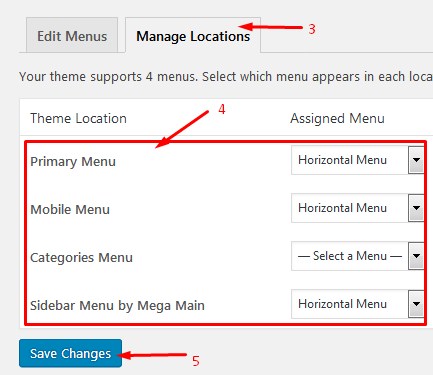 3
Edit Menus Manage Locations
Your theme supports 4 menus. Select which menu appears in each loca
4
Theme Location Assigned Menu
Primary Menu Horizontal Menu
Mobile Menu Horizontal Menu
Categories Menu — Select a Menu —
Sidebar Menu by Mega Main Horizontal Menu
Save Changes 5